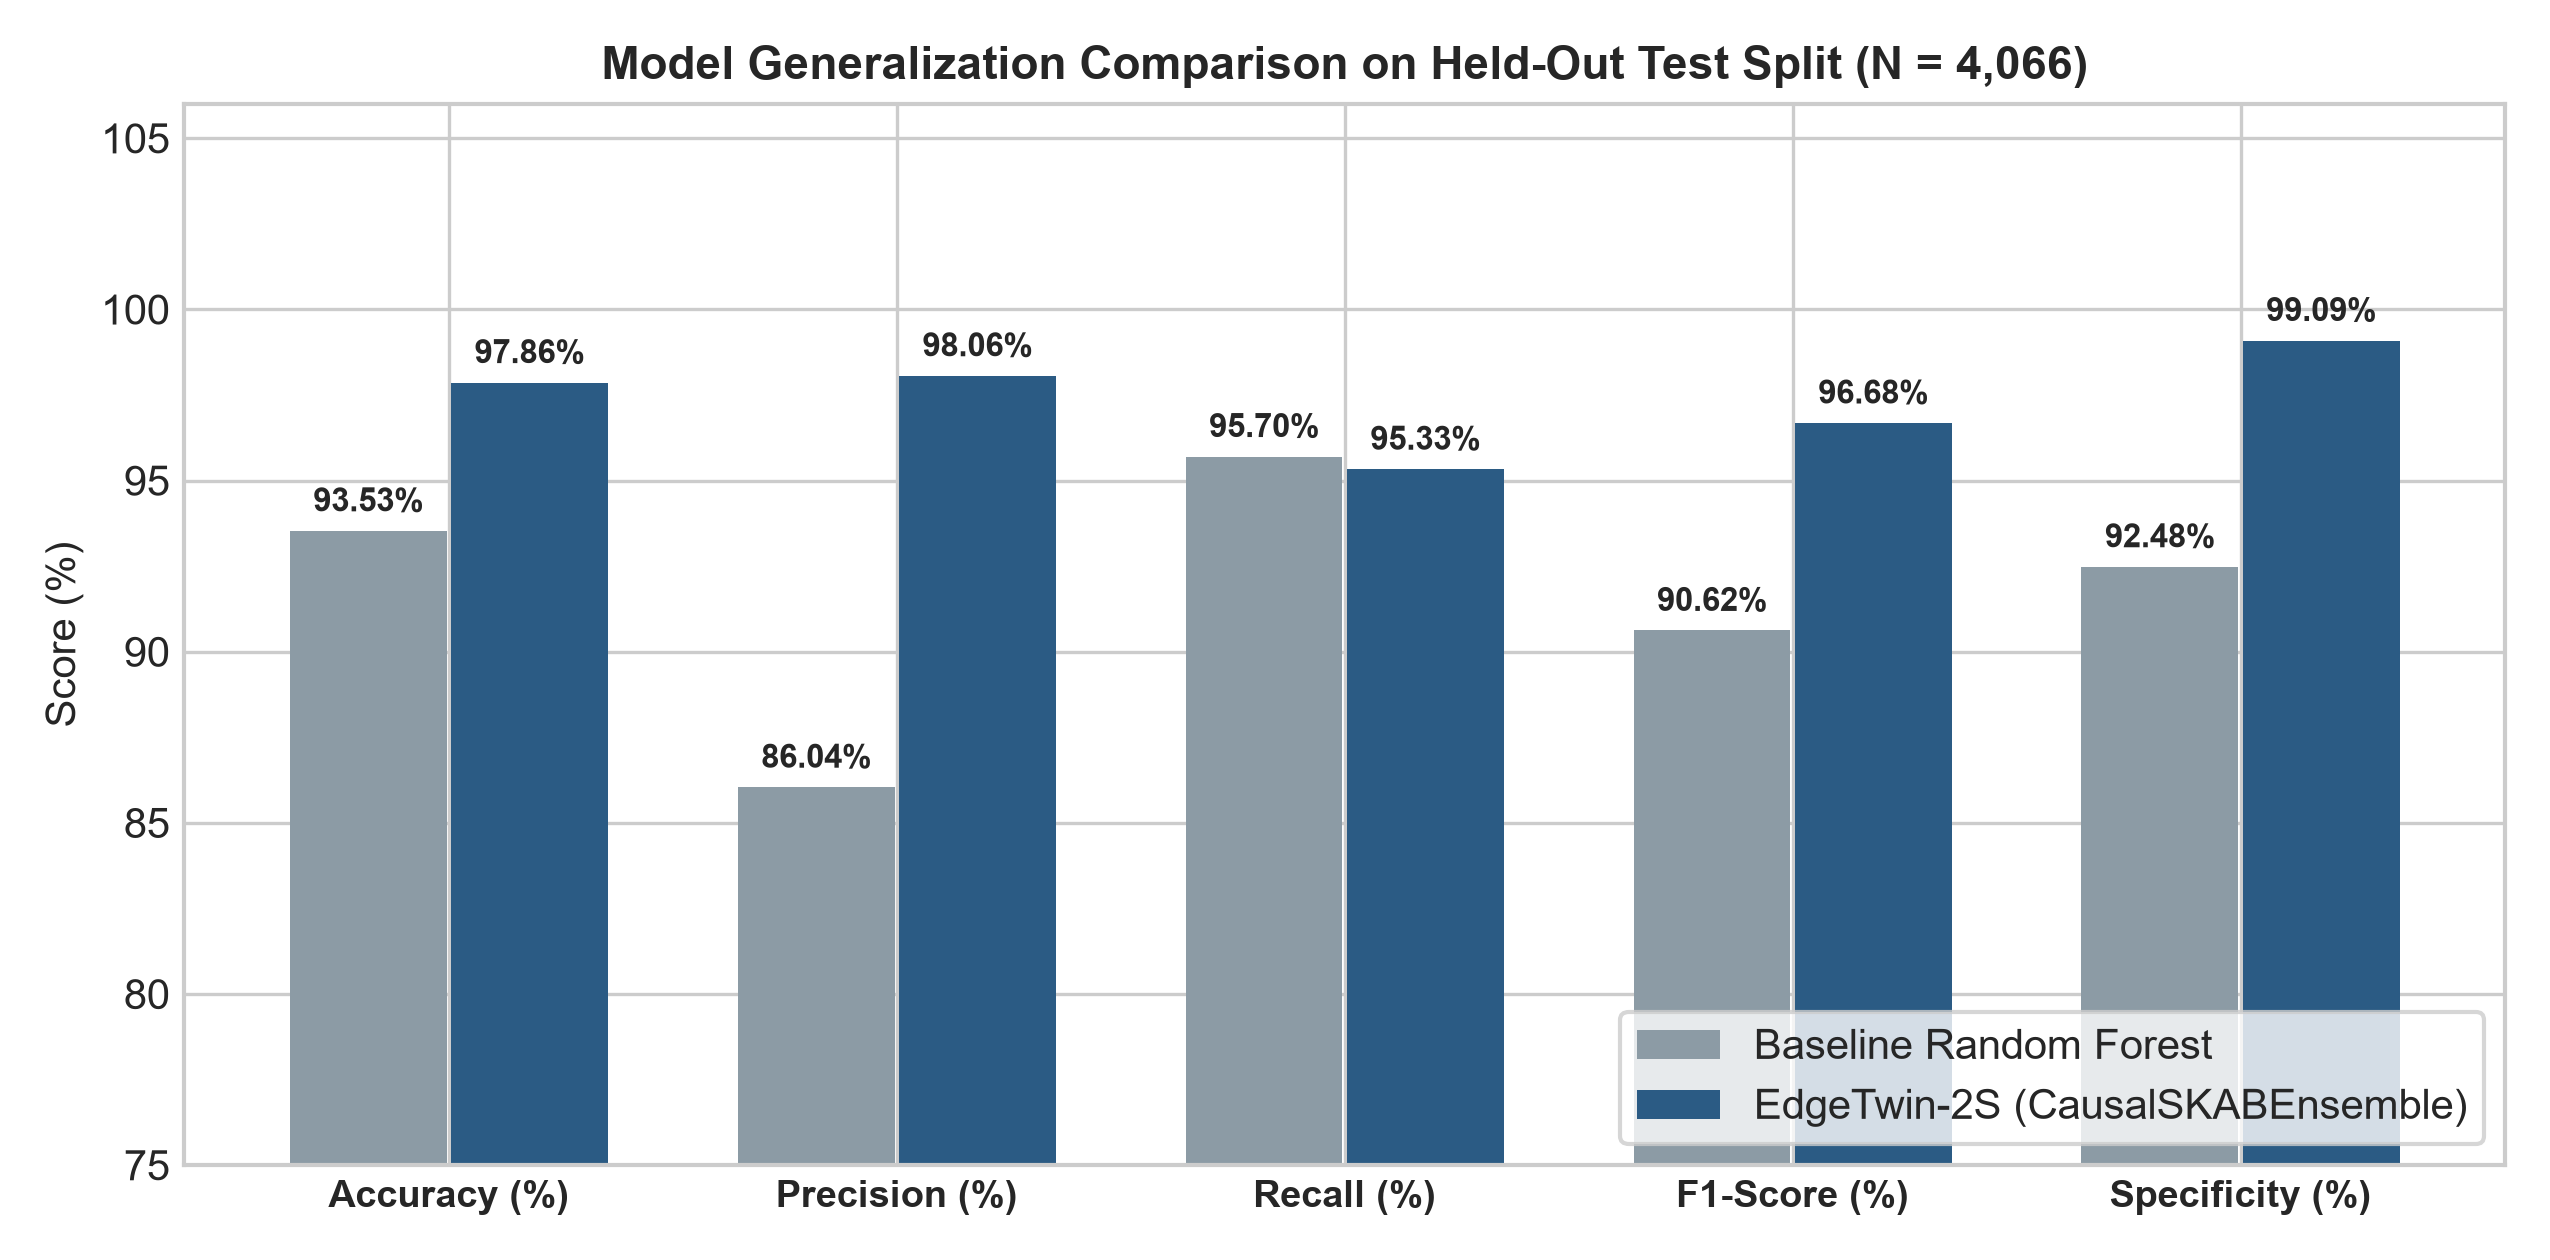 Model Generalization Comparison on Held-Out Test Split (N = 4,066)
Score (%)
105
100
95
90
85
80
75
93.53%
97.86%
86.04%
98.06%
95.70%
95.33%
90.62%
96.68%
92.48%
99.09%
Baseline Random Forest
EdgeTwin-2S (CausalSKABEnsemble)
Accuracy (%)
Precision (%)
Recall (%)
F1-Score (%)
Specificity (%)